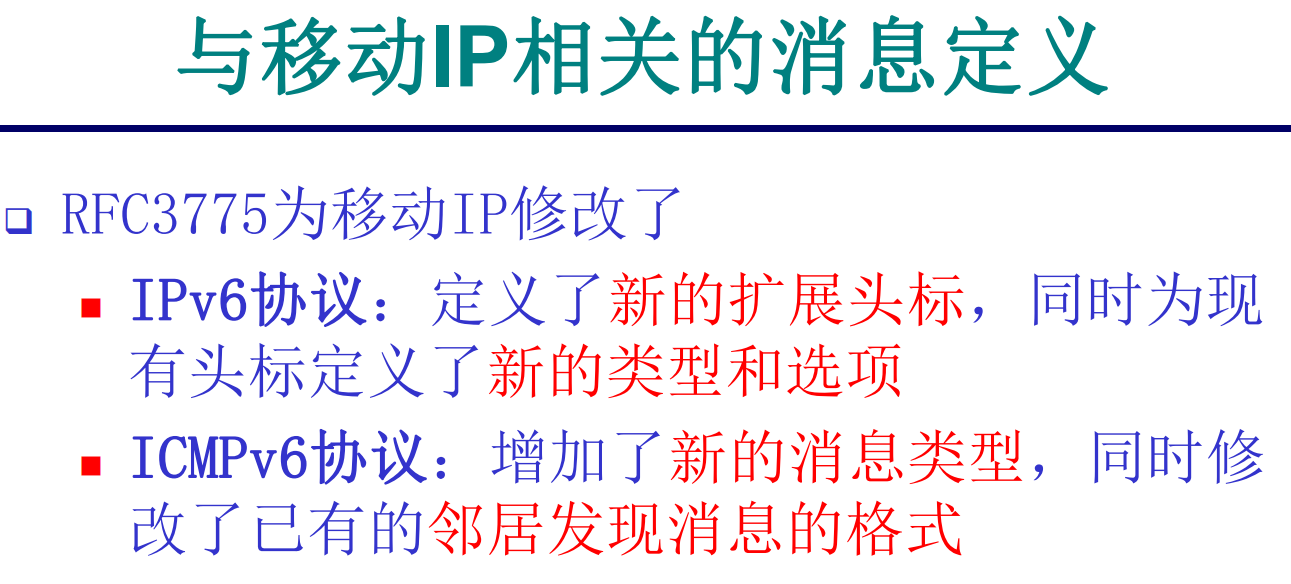 与移动IP相关的消息定义
RFC3775为移动IP修改了
IPv6协议：定义了新的扩展头标，同时为现
有头标定义了新的类型和选项
ICMPv6协议：增加了新的消息类型，同时修
改了已有的邻居发现消息的格式